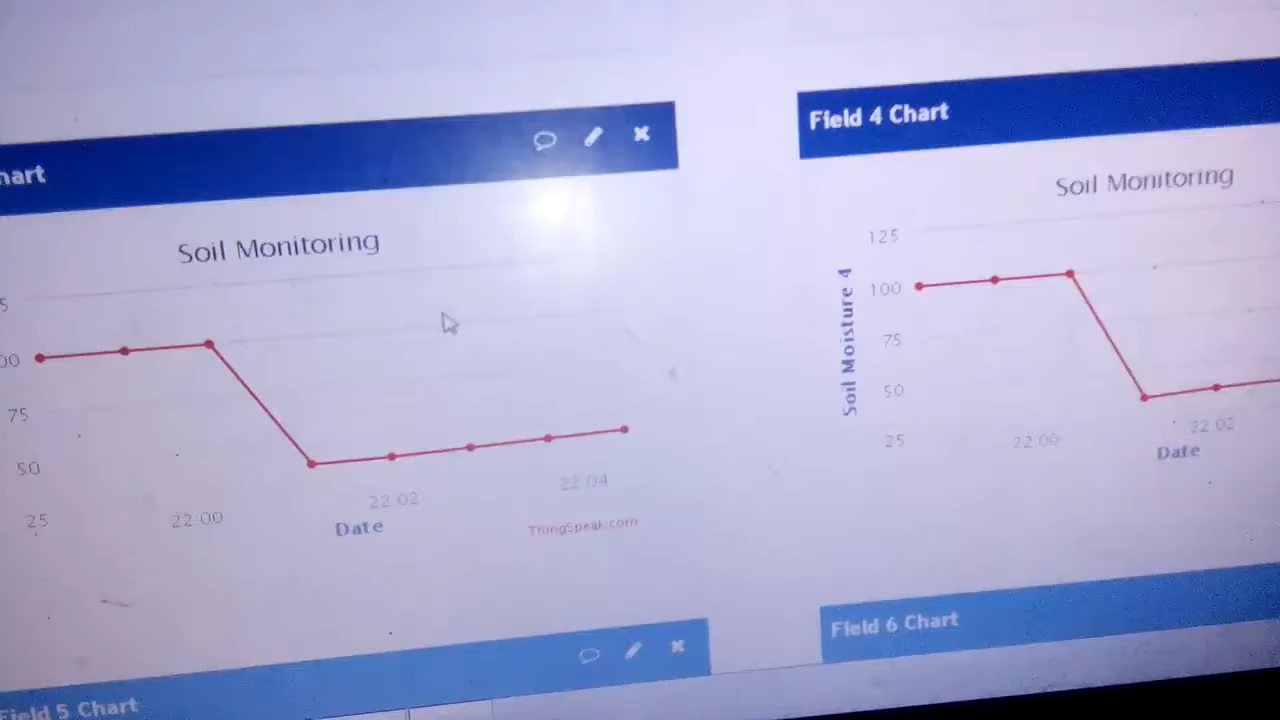 hart
Soil Monitoring
75
50
25
22:00
22:02
22:04
Date
ThingSpeak.com
Field 4 Chart
Soil Monitoring
Soil Moisture 4
125
100
75
50
25
22:00
22:02
Date
Field 5 Chart
Field 6 Chart